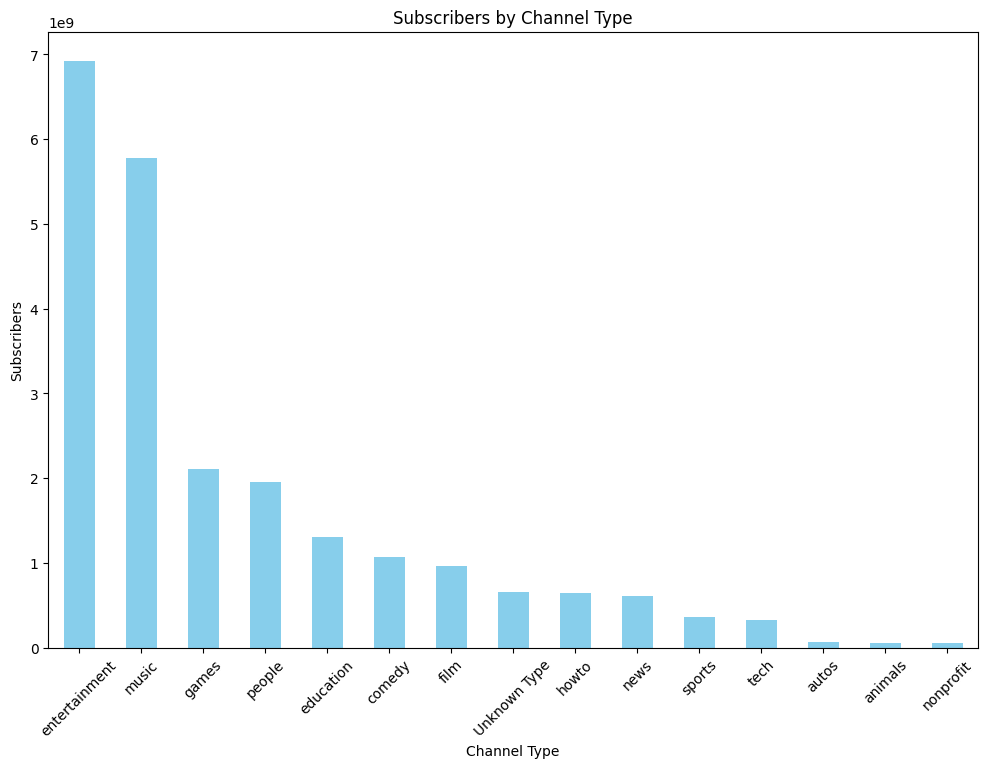 Subscribers by Channel Type
1e9
7
6
5
4
3
2
1
0
Subscribers
entertainment
music
games
people
education
comedy
film
Unknown Type
howto
news
sports
tech
autos
animals
nonprofit
Channel Type